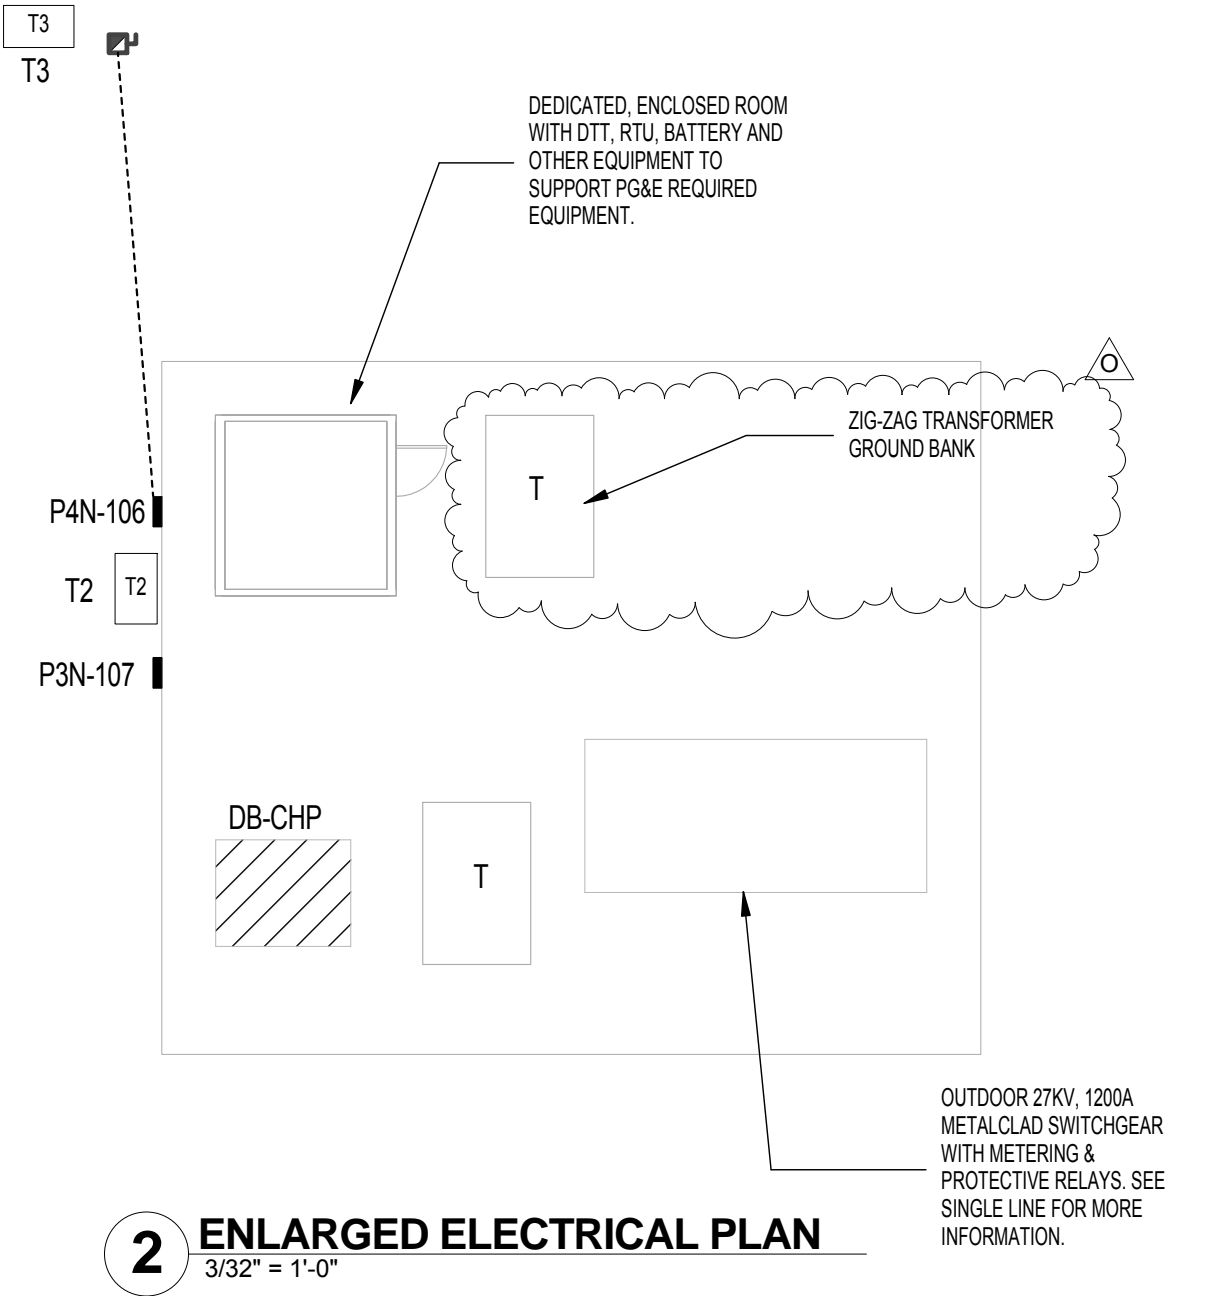 T3
T3
DEDICATED, ENCLOSED ROOM
WITH DTT, RTU, BATTERY AND
OTHER EQUIPMENT TO
SUPPORT PG&E REQUIRED
EQUIPMENT.
O
ZIG-ZAG TRANSFORMER
GROUND BANK
T
P4N-106
T2
T2
P3N-107
DB-CHP
T
OUTDOOR 27KV, 1200A
METALCLAD SWITCHGEAR
WITH METERING &
PROTECTIVE RELAYS. SEE
SINGLE LINE FOR MORE
INFORMATION.
2
ENLARGED ELECTRICAL PLAN
3/32" = 1'-0"